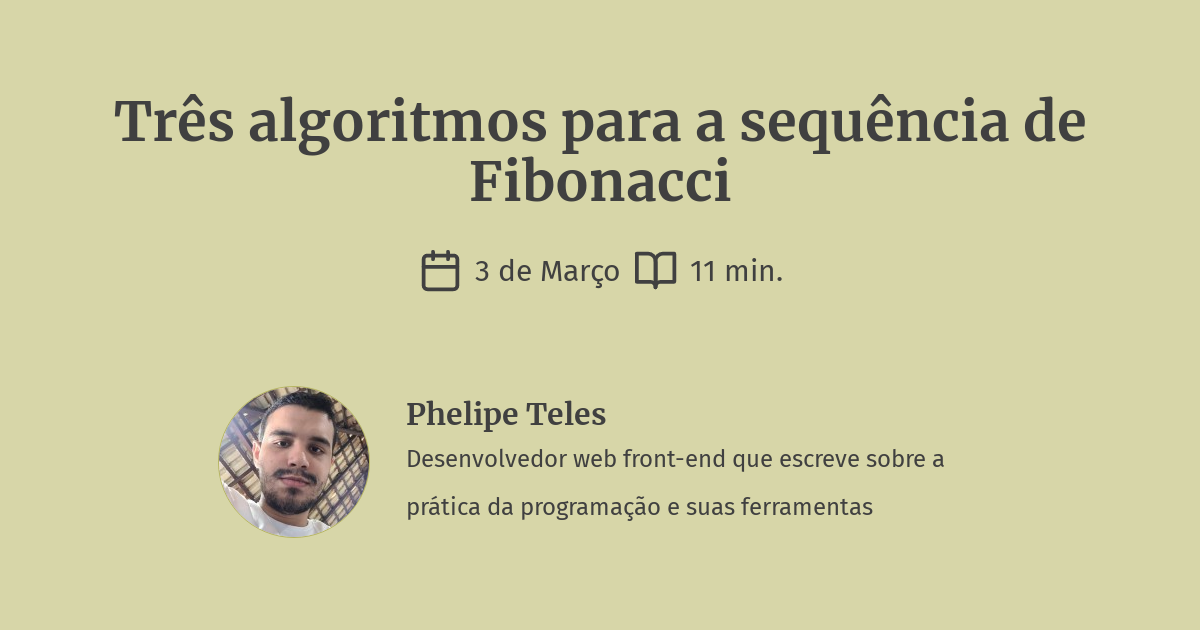 Três algoritmos para a sequência de
Fibonacci
3 de Março 11 min.
Phelipe Teles
Desenvolvedor web front-end que escreve sobre a
prática da programação e suas ferramentas